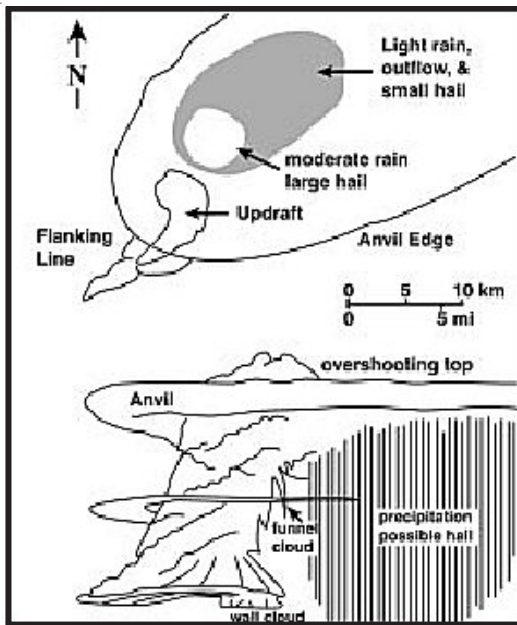 N
Light rain,
outflow, &
small hail
moderate rain
large hail
Updraft
Flanking
Line
Anvil Edge
0 5 10 km
0 5 mi
overshooting top
Anvil
funnel
cloud
precipitation
possible hail
wall cloud